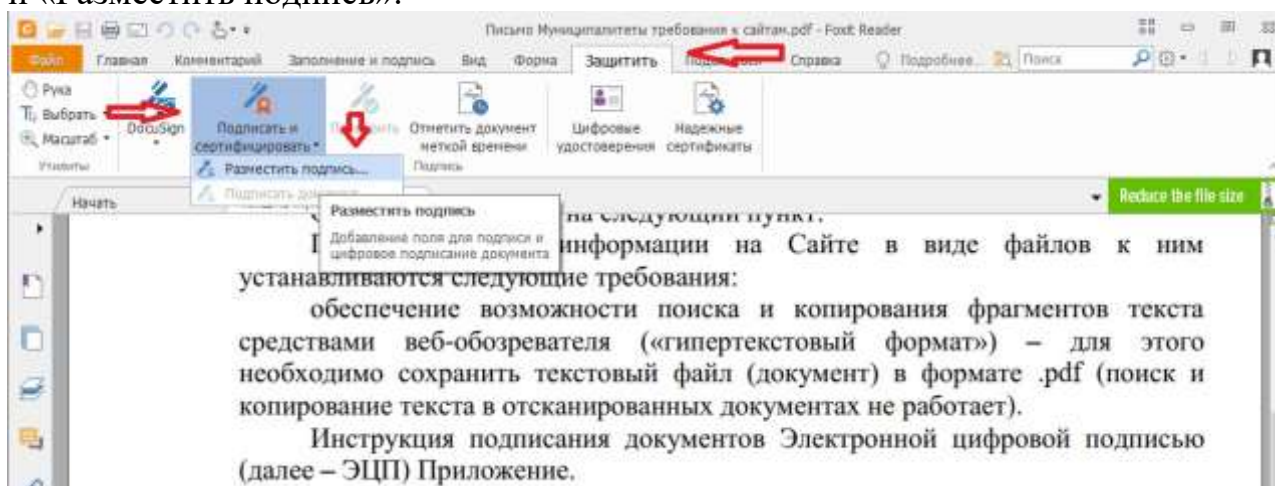 и «Разместить подпись».
Письмо Муниципалитеты требования к сайтам.pdf - Foxit Reader
Файл Главная Комментарий Заполнение и подпись Вид Форма Защитить Справка Подробнее... Поиск
Рука
Выбрать
Масштаб
Утилиты
DocuSign
Подписать и сертифицировать
Отметить документ меткой времени
Цифровые удостоверения
Надежные сертификаты
Разместить подпись...
Подпись
Подписать
Начать
Reduce the file size
Разместить подпись
Добавление поля для подписи и
цифровое подписание документа
на следующий пункт:
информации на Сайте в виде файлов к ним
устанавливаются следующие требования:
обеспечение возможности поиска и копирования фрагментов текста
средствами веб-обозревателя («гипертекстовый формат») – для этого
необходимо сохранить текстовый файл (документ) в формате .pdf (поиск и
копирование текста в отсканированных документах не работает).
Инструкция подписания документов Электронной цифровой подписью
(далее – ЭЦП) Приложение.